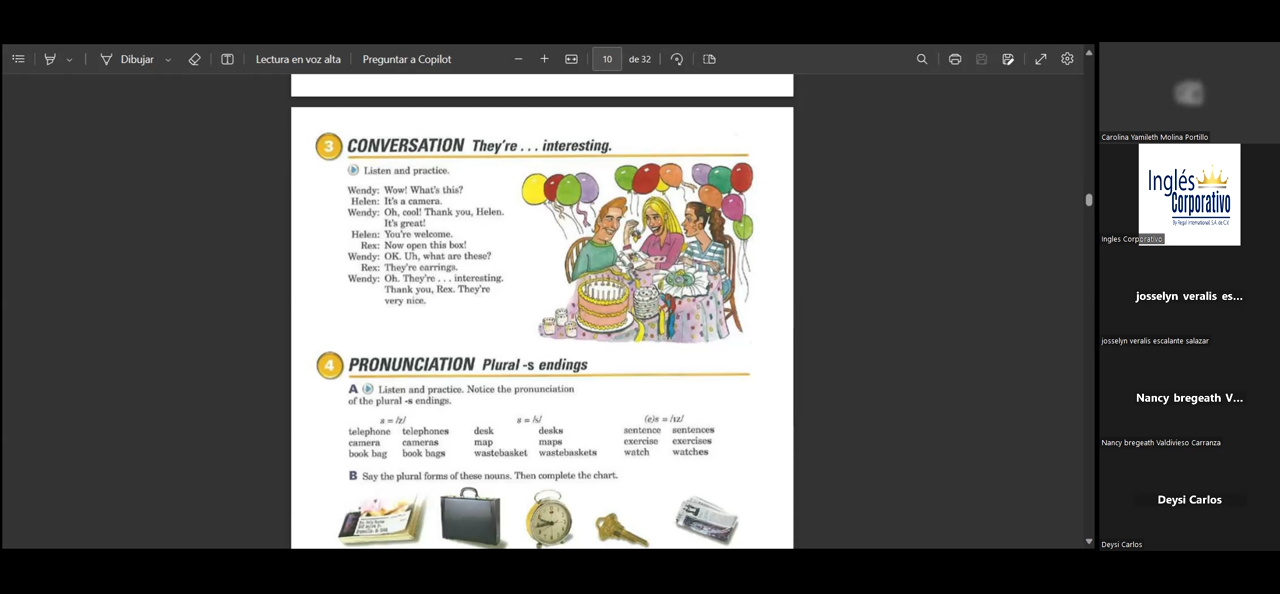 Dibujar
Lectura en voz alta
Preguntar a Copilot
10
de 32
3 CONVERSATION They're . . . interesting.
Listen and practice.
Wendy: Wow! What's this?
Helen: It's a camera.
Wendy: Oh, cool! Thank you, Helen.
It's great!
Helen: You're welcome.
Rex: Now open this box!
Wendy: OK. Uh, what are these?
Rex: They're earrings.
Wendy: Oh. They're . . . interesting.
Thank you, Rex. They're
very nice.
4 PRONUNCIATION Plural -s endings
A Listen and practice. Notice the pronunciation
of the plural -s endings.
s = /z/ s = /s/ (e)s = /ɪz/
telephone telephones desk desks sentence sentences
camera cameras map maps exercise exercises
book bag book bags wastebasket wastebaskets watch watches
B Say the plural forms of these nouns. Then complete the chart.
Carolina Yamileth Molina Portillo
Inglés
Corporativo
By Regal International, S.A. de C.V.
Ingles Corporativo
josselyn veralis es...
josselyn veralis escalante salazar
Nancy bregeath V...
Nancy bregeath Valdivieso Carranza
Deysi Carlos
Deysi Carlos